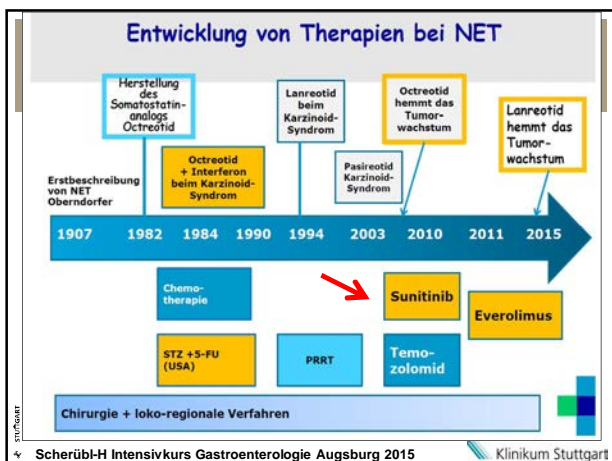 Entwicklung von Therapien bei NET
Herstellung
des
Somatostatin-
analogs
Octreotid
Lanreotid
beim
Karzinoid-
Syndrom
Octreotid
hemmt das
Tumor-
wachstum
Lanreotid
hemmt das
Tumor-
wachstum
Octreotid
+ Interferon
beim Karzinoid-
Syndrom
Pasireotid
Karzinoid-
Syndrom
Erstbeschreibung
von NET
Oberndorfer
1907 1982 1984 1990 1994 2003 2010 2011 2015
Chemo-
therapie
Sunitinib
Everolimus
STZ +5-FU
(USA)
PRRT
Temo-
zolomid
Chirurgie + loko-regionale Verfahren
STUTTGART
Scherübl-H Intensivkurs Gastroenterologie Augsburg 2015
Klinikum Stuttgart